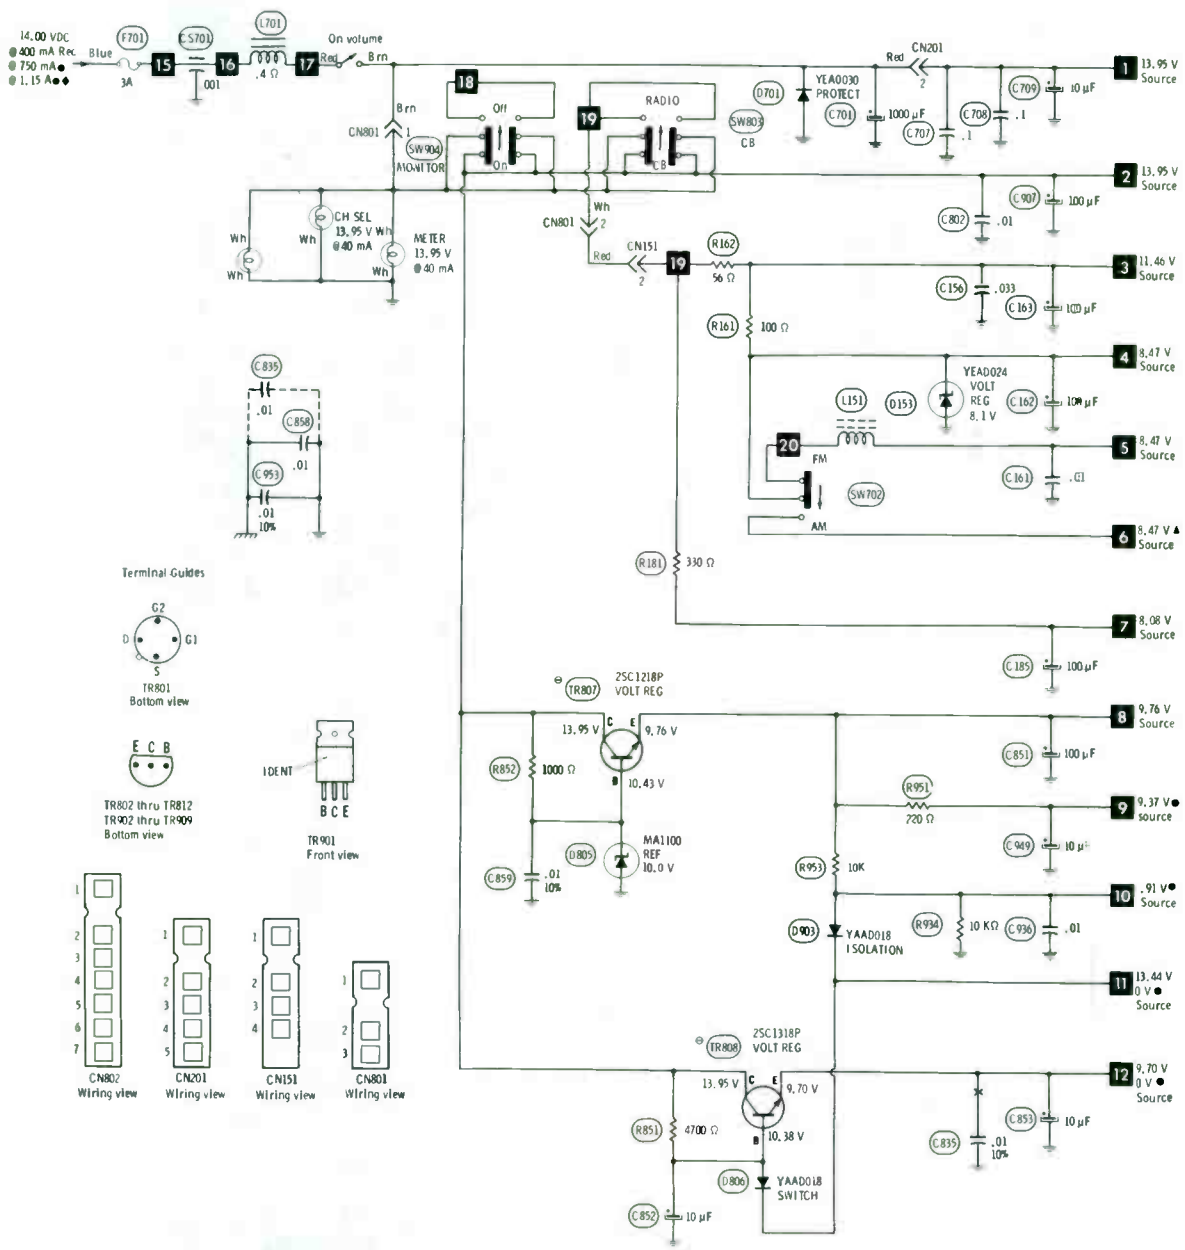 14.00 VDC
@ 400 mA Rec
@ 750 mA ●
@ 1.15 A ● ♦
Blue
F701
3A
15
CS701
.001
16
L701
.4 Ω
17
Red
On volume
Brn
Brn
CN801
1
18
Off
On
SW904
MONITOR
19
RADIO
CB
SW803
CB
D701
YEA0030
PROTECT
C701
1000 µF
Red
CN201
2
C707
.1
C708
.1
C709
10 µF
1
13.95 V
Source
2
13.95 V
Source
C802
.01
C907
100 µF
CH SEL
13.95 V
@ 40 mA
Wh
Wh
Wh
Wh
Wh
METER
13.95 V
@ 40 mA
Wh
CN801
2
Red
CN151
2
19
R162
56 Ω
R161
100 Ω
C156
.033
C163
100 µF
3
11.46 V
Source
4
8.47 V
Source
YEAD024
VOLT
REG
8.1 V
D153
C162
100 µF
L151
20
FM
AM
SW702
C161
.01
5
8.47 V
Source
6
8.47 V ▲
Source
R181
330 Ω
7
8.08 V
Source
C185
100 µF
C835
.01
C858
.01
C953
.01
10%
Terminal Guides
G2
D
G1
S
TR801
Bottom view
E C B
TR802 thru TR812
TR902 thru TR909
Bottom view
IDENT
B C E
TR901
Front view
⊖
TR807
2SC1218P
VOLT REG
13.95 V
C
E
9.76 V
B
10.43 V
R852
1000 Ω
C859
.01
10%
D805
MA1100
REF
10.0 V
8
9.76 V
Source
C851
100 µF
R951
220 Ω
9
9.37 V ●
source
C949
10 µF
R953
10K
10
.91 V ●
Source
R934
10 KΩ
C936
.01
D903
YAAD018
ISOLATION
11
13.44 V
0 V ●
Source
⊖
TR808
2SC1318P
VOLT REG
13.95 V
C
E
9.70 V
B
10.38 V
R851
4700 Ω
D806
YAAD018
SWITCH
C852
10 µF
12
9.70 V
0 V ●
Source
C835
.01
10%
C853
10 µF
1
2
3
4
5
6
7
CN802
Wiring view
1
2
3
4
5
CN201
Wiring view
1
2
3
4
CN151
Wiring view
1
2
3
CN801
Wiring view